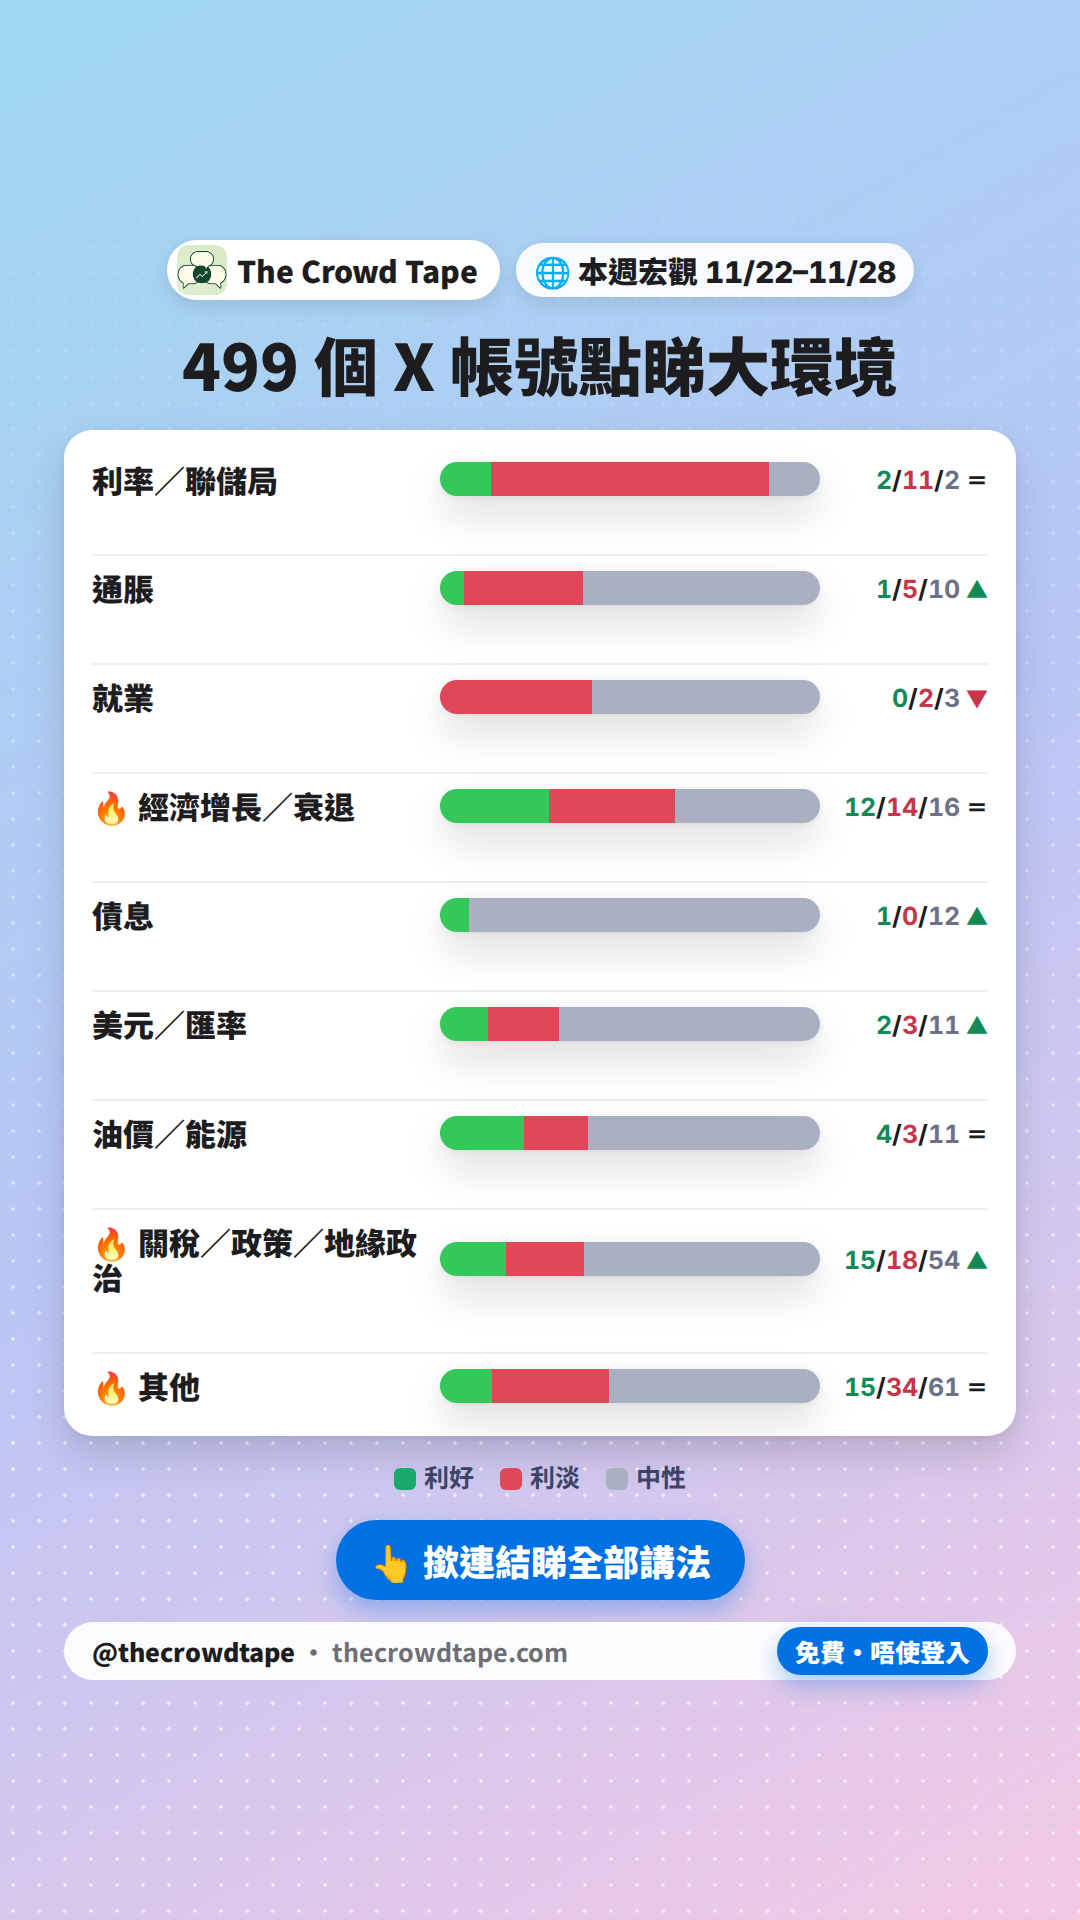 The Crowd Tape
🌐 本週宏觀 11/22–11/28
499 個 X 帳號點睇大環境
利率／聯儲局 2/11/2 =
通脹 1/5/10 ▲
就業 0/2/3 ▼
🔥 經濟增長／衰退 12/14/16 =
債息 1/0/12 ▲
美元／匯率 2/3/11 ▲
油價／能源 4/3/11 =
🔥 關稅／政策／地緣政
治 15/18/54 ▲
🔥 其他 15/34/61 =
利好 利淡 中性
👆 撳連結睇全部講法
@thecrowdtape · thecrowdtape.com
免費・唔使登入